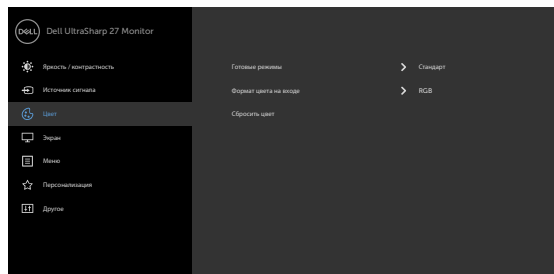 DELL
Dell UltraSharp 27 Monitor
Яркость / контрастность
Источник сигнала
Цвет
Экран
Меню
Персонализация
Другое
Готовые режимы
Стандарт
Формат цвета на входе
RGB
Сбросить цвет